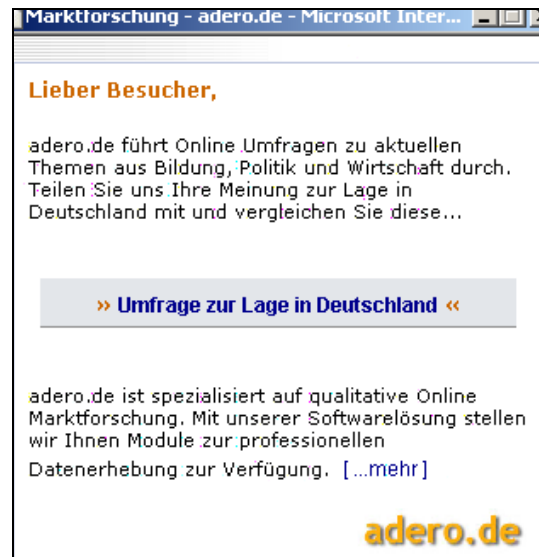 Marktforschung - adero.de - Microsoft Inter...
Lieber Besucher,
adero.de führt Online Umfragen zu aktuellen
Themen aus Bildung, Politik und Wirtschaft durch.
Teilen Sie uns Ihre Meinung zur Lage in
Deutschland mit und vergleichen Sie diese...
» Umfrage zur Lage in Deutschland «
adero.de ist spezialisiert auf qualitative Online
Marktforschung. Mit unserer Softwarelösung stellen
wir Ihnen Module zur professionellen
Datenerhebung zur Verfügung. [...mehr]
adero.de